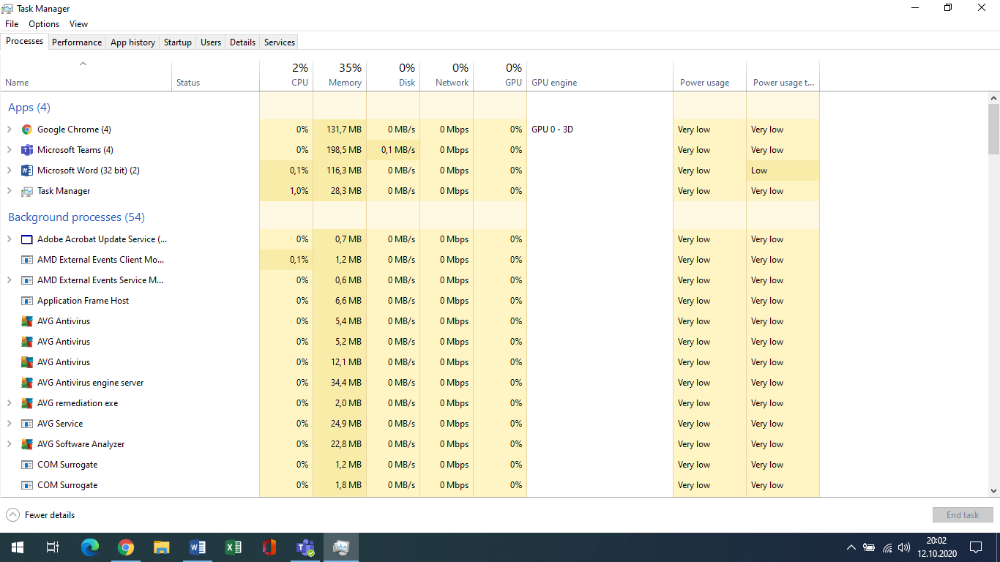 Task Manager
File Options View
Processes Performance App history Startup Users Details Services
2% 35% 0% 0% 0%
Name Status CPU Memory Disk Network GPU GPU engine Power usage Power usage t...
Apps (4)
Google Chrome (4) 0% 131,7 MB 0 MB/s 0 Mbps 0% GPU 0 - 3D Very low Very low
Microsoft Teams (4) 0% 198,5 MB 0,1 MB/s 0 Mbps 0% Very low Very low
Microsoft Word (32 bit) (2) 0,1% 116,3 MB 0 MB/s 0 Mbps 0% Very low Low
Task Manager 1,0% 28,3 MB 0 MB/s 0 Mbps 0% Very low Very low
Background processes (54)
Adobe Acrobat Update Service (... 0% 0,7 MB 0 MB/s 0 Mbps 0% Very low Very low
AMD External Events Client Mo... 0,1% 1,2 MB 0 MB/s 0 Mbps 0% Very low Very low
AMD External Events Service M... 0% 0,6 MB 0 MB/s 0 Mbps 0% Very low Very low
Application Frame Host 0% 6,6 MB 0 MB/s 0 Mbps 0% Very low Very low
AVG Antivirus 0% 5,4 MB 0 MB/s 0 Mbps 0% Very low Very low
AVG Antivirus 0% 5,2 MB 0 MB/s 0 Mbps 0% Very low Very low
AVG Antivirus 0% 12,1 MB 0 MB/s 0 Mbps 0% Very low Very low
AVG Antivirus engine server 0% 34,4 MB 0 MB/s 0 Mbps 0% Very low Very low
AVG remediation exe 0% 2,0 MB 0 MB/s 0 Mbps 0% Very low Very low
AVG Service 0% 24,9 MB 0 MB/s 0 Mbps 0% Very low Very low
AVG Software Analyzer 0% 22,8 MB 0 MB/s 0 Mbps 0% Very low Very low
COM Surrogate 0% 1,2 MB 0 MB/s 0 Mbps 0% Very low Very low
COM Surrogate 0% 1,8 MB 0 MB/s 0 Mbps 0% Very low Very low
Fewer details End task
20:02
12.10.2020